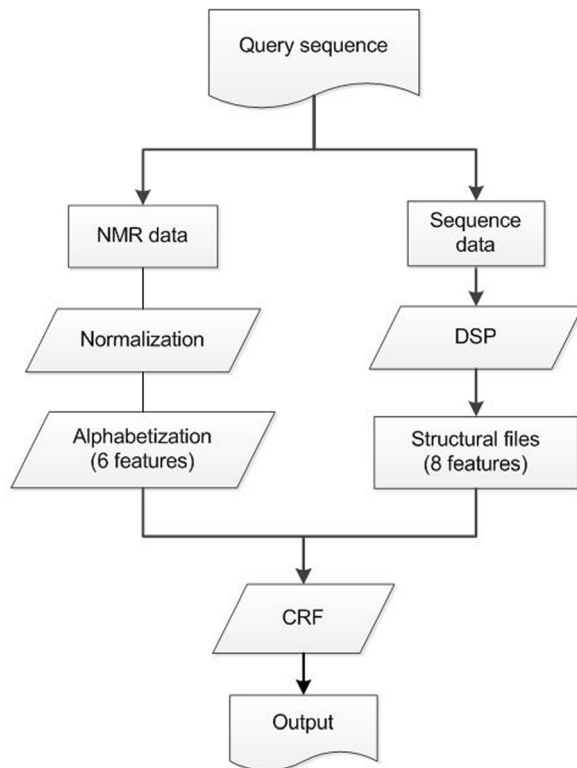 Query sequence
NMR data
Sequence
data
Normalization
DSP
Alphabetization
(6 features)
Structural files
(8 features)
CRF
Output